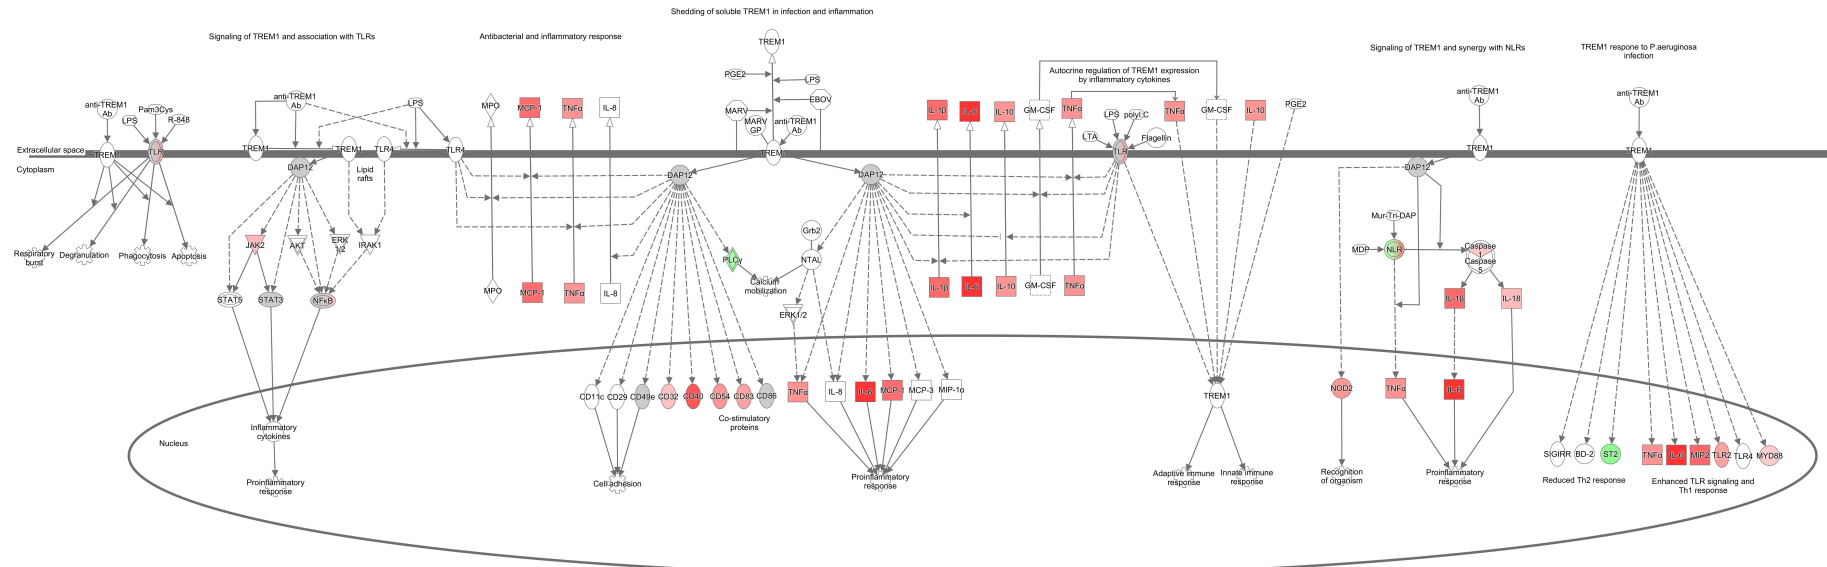 Shedding of soluble TREM1 in infection and inflammation
Signaling of TREM1 and association with TLRs
Antibacterial and inflammatory response
Signaling of TREM1 and synergy with NLRs
TREM1 respone to P.aeruginosa
infection
Autocrine regulation of TREM1 expression
by inflammatory cytokines
Extracellular space
Cytoplasm
anti-TREM1
Ab
Pam3Cys
LPS
R-848
TREM1
TLR
Respiratory
burst
Degranulation
Phagocytosis
Apoptosis
anti-TREM1
Ab
LPS
TREM1
TREM1
TLR4
TLR4
DAP12
Lipid
rafts
JAK2
AKT
ERK
1/2
IRAK1
STAT5
STAT3
NFκB
Inflammatory
cytokines
Proinflammatory
response
Nucleus
MPO
MCP-1
TNFα
IL-8
MPO
MCP-1
TNFα
IL-8
TREM1
PGE2
LPS
MARV
EBOV
MARV
GP
anti-TREM1
Ab
TREM1
DAP12
DAP12
PLCγ
Calcium
mobilization
Grb2
NTAL
ERK1/2
CD11c
CD29
CD49e
CD32
CD40
CD54
CD83
CD86
Co-stimulatory
proteins
Cell adhesion
TNFα
IL-8
IL-6
MCP-1
MCP-3
MIP-1α
Proinflammatory
response
IL-1β
IL-6
IL-10
GM-CSF
TNFα
IL-1β
IL-6
IL-10
GM-CSF
TNFα
LPS
polyI:C
LTA
Flagellin
TLR
TNFα
GM-CSF
IL-10
PGE2
TREM1
Adaptive immune
response
Innate immune
response
anti-TREM1
Ab
TREM1
DAP12
Mur-Tri-DAP
MDP
NLR
Caspase
1
Caspase
5
IL-1β
IL-18
NOD2
TNFα
IL-6
Recognition
of organism
Proinflammatory
response
anti-TREM1
Ab
TREM1
SIGIRR
BD-2
ST2
TNFα
IL-6
MIP2
TLR2
TLR4
MYD88
Reduced Th2 response
Enhanced TLR signaling and
Th1 response